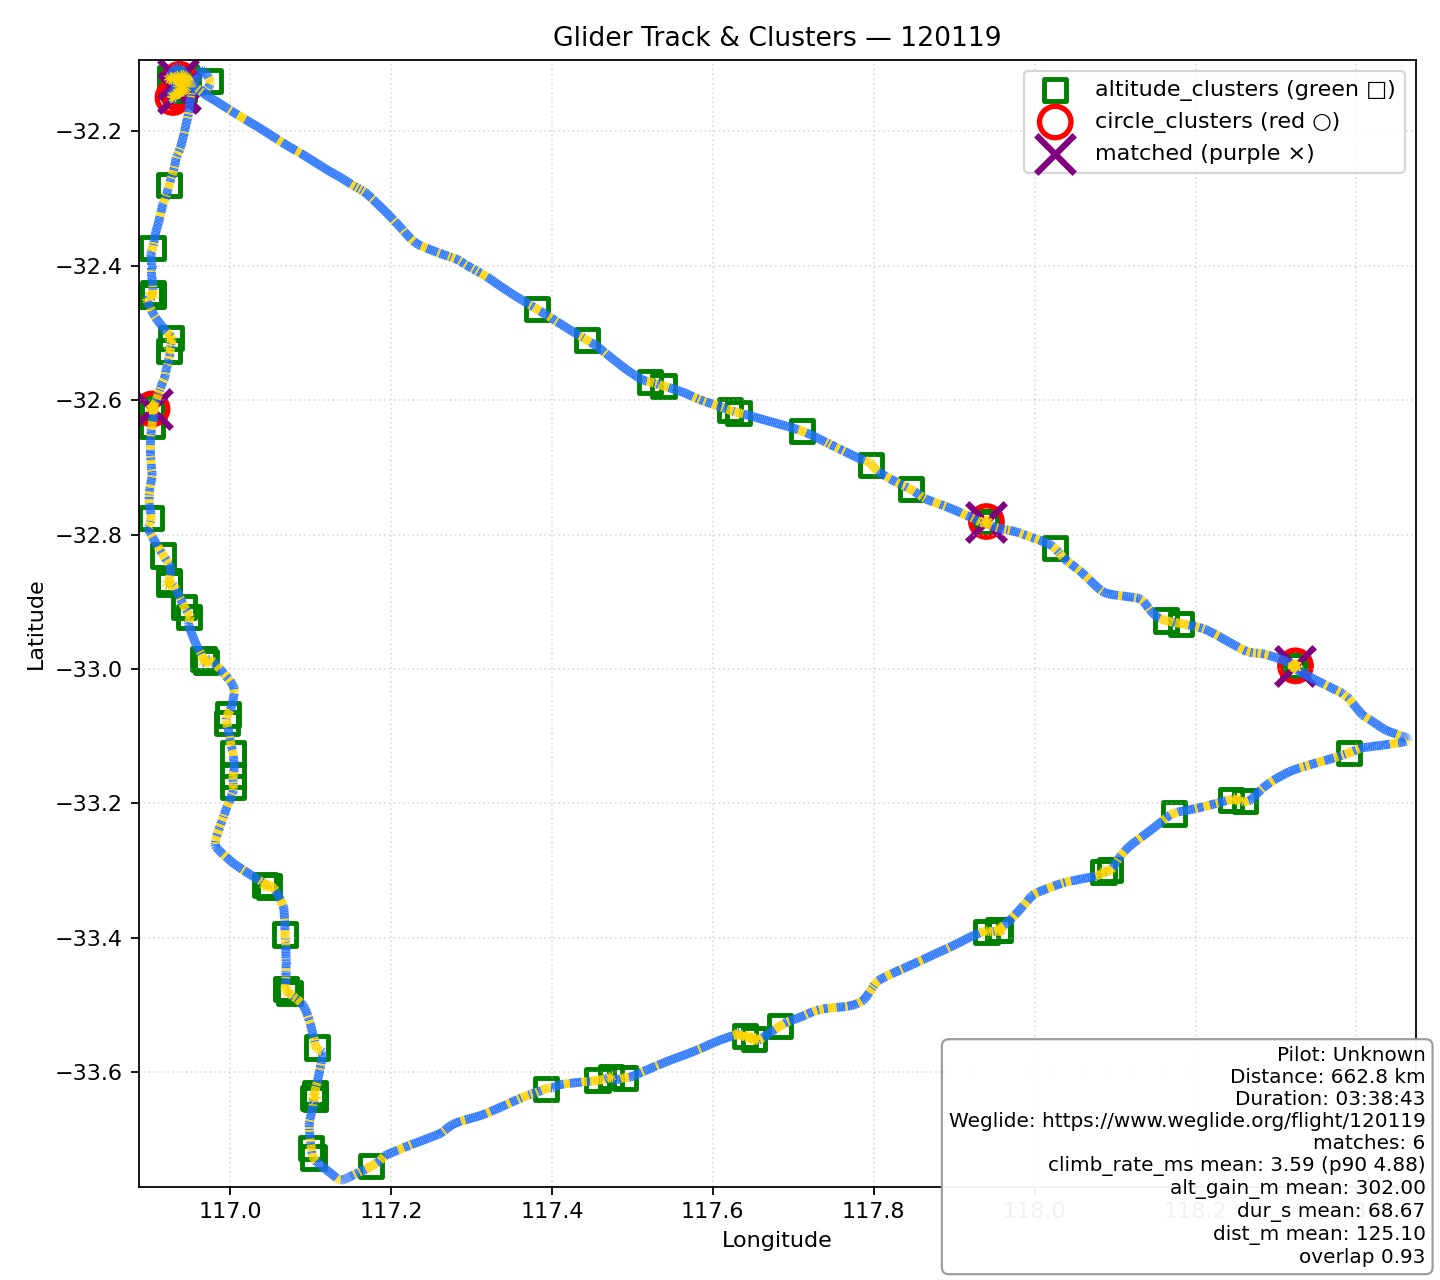 Glider Track & Clusters — 120119
altitude_clusters (green □)
circle_clusters (red ○)
matched (purple ×)
−32.2
−32.4
−32.6
−32.8
−33.0
−33.2
−33.4
−33.6
Latitude
117.0
117.2
117.4
117.6
117.8
118.0
118.2
Longitude
Pilot: Unknown
Distance: 662.8 km
Duration: 03:38:43
Weglide: https://www.weglide.org/flight/120119
matches: 6
climb_rate_ms mean: 3.59 (p90 4.88)
alt_gain_m mean: 302.00
dur_s mean: 68.67
dist_m mean: 125.10
overlap 0.93